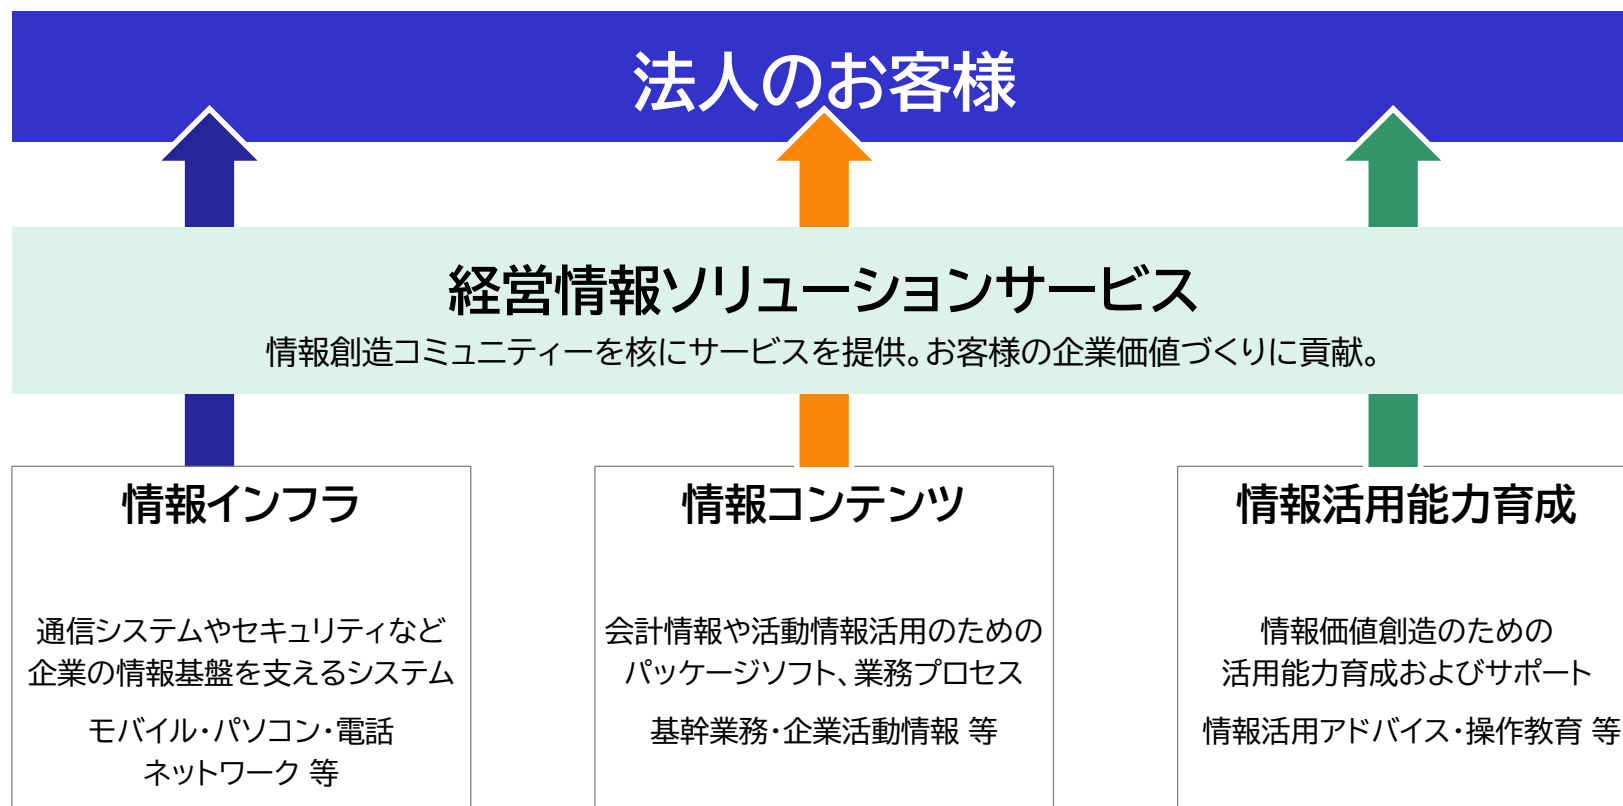 法人のお客様
経営情報ソリューションサービス
情報創造コミュニティーを核にサービスを提供。お客様の企業価値づくりに貢献。
情報インフラ
通信システムやセキュリティなど
企業の情報基盤を支えるシステム
モバイル・パソコン・電話
ネットワーク 等
情報コンテンツ
会計情報や活動情報活用のための
パッケージソフト、業務プロセス
基幹業務・企業活動情報 等
情報活用能力育成
情報価値創造のための
活用能力育成およびサポート
情報活用アドバイス・操作教育 等